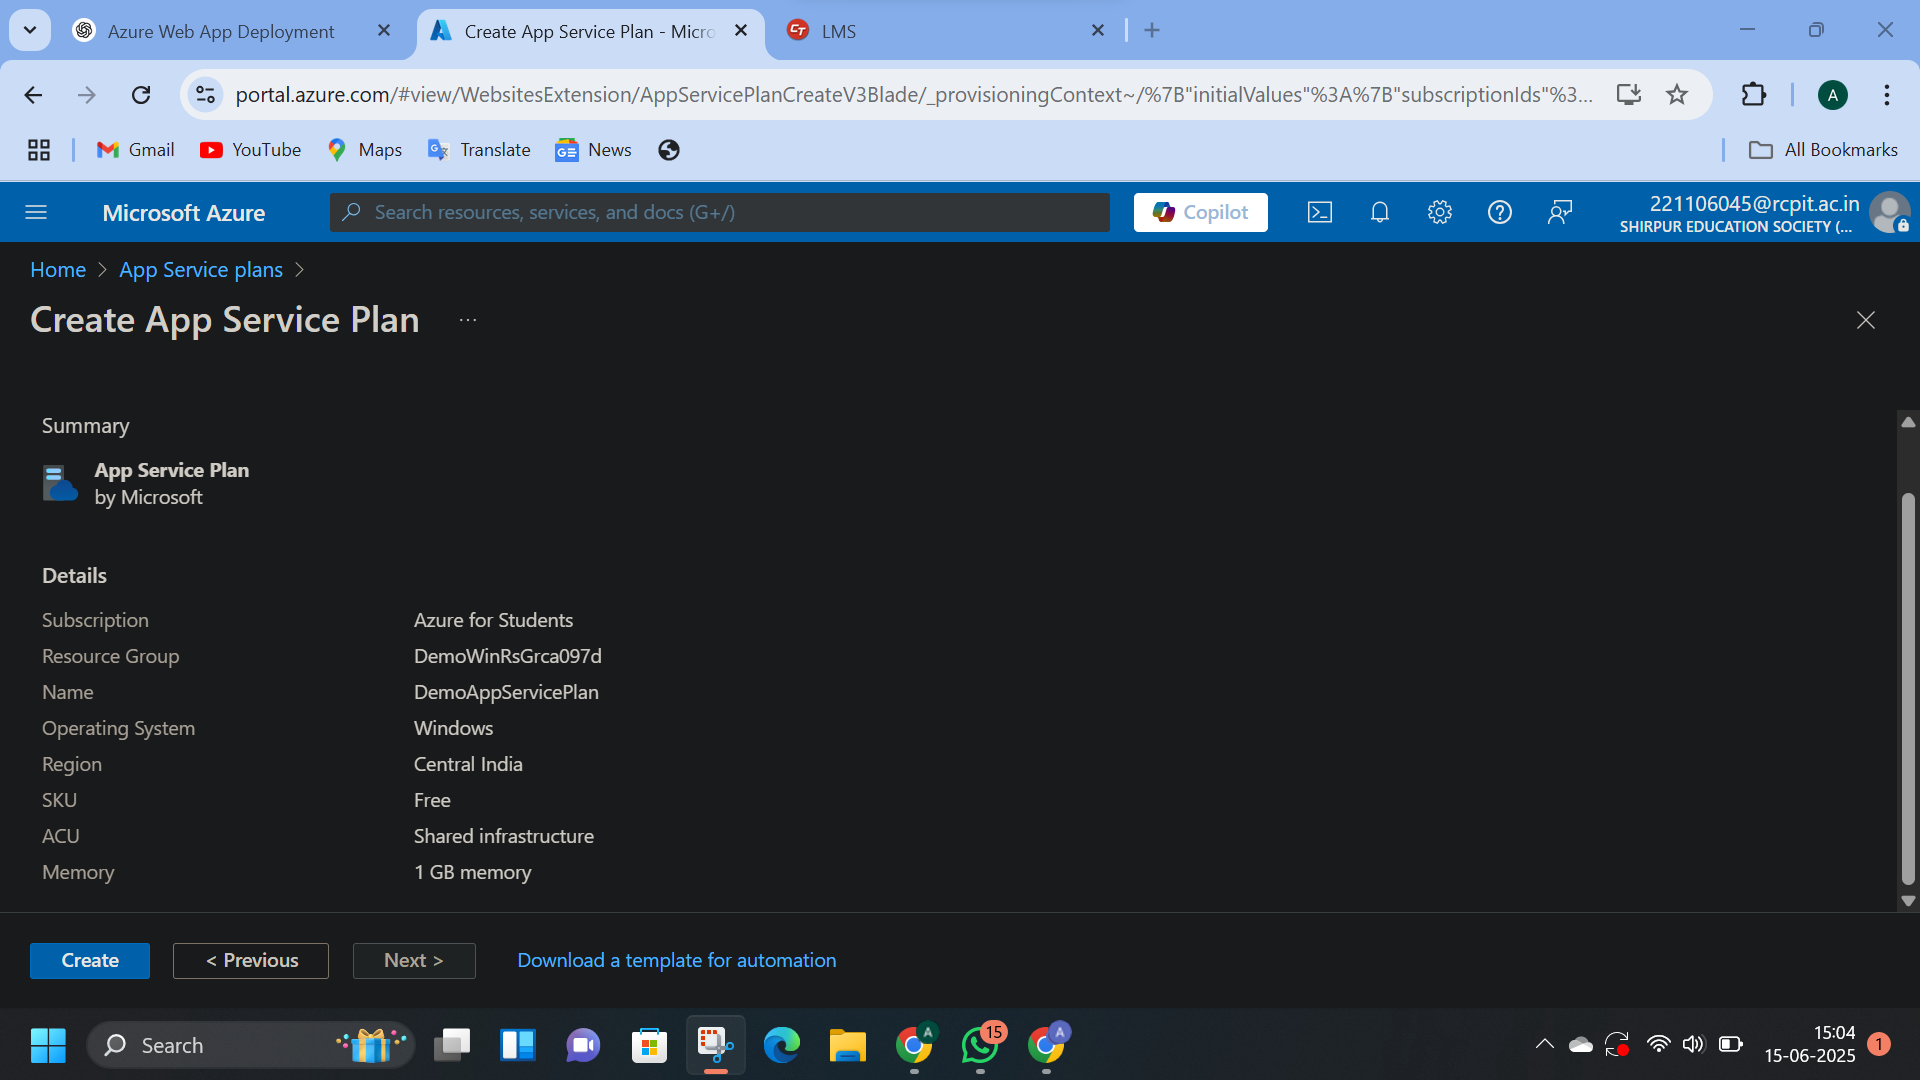 Azure Web App Deployment
Create App Service Plan - Micro
CT LMS
portal.azure.com/#view/WebsitesExtension/AppServicePlanCreateV3Blade/_provisioningContext~/%7B"initialValues"%3A%7B"subscriptionIds"%3...
A
Gmail
YouTube
Maps
Translate
News
All Bookmarks
Microsoft Azure
Search resources, services, and docs (G+/)
Copilot
221106045@rcpit.ac.in
SHIRPUR EDUCATION SOCIETY (...
Home > App Service plans >
Create App Service Plan ...
Summary
App Service Plan
by Microsoft
Details
Subscription Azure for Students
Resource Group DemoWinRsGrca097d
Name DemoAppServicePlan
Operating System Windows
Region Central India
SKU Free
ACU Shared infrastructure
Memory 1 GB memory
Create
< Previous
Next >
Download a template for automation
Search
A
15
A
15:04
15-06-2025
1